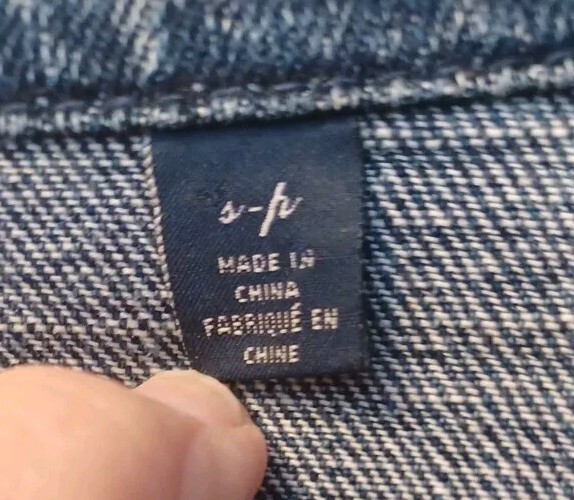 s-p
MADE IN
CHINA
FABRIQUÉ EN
CHINE